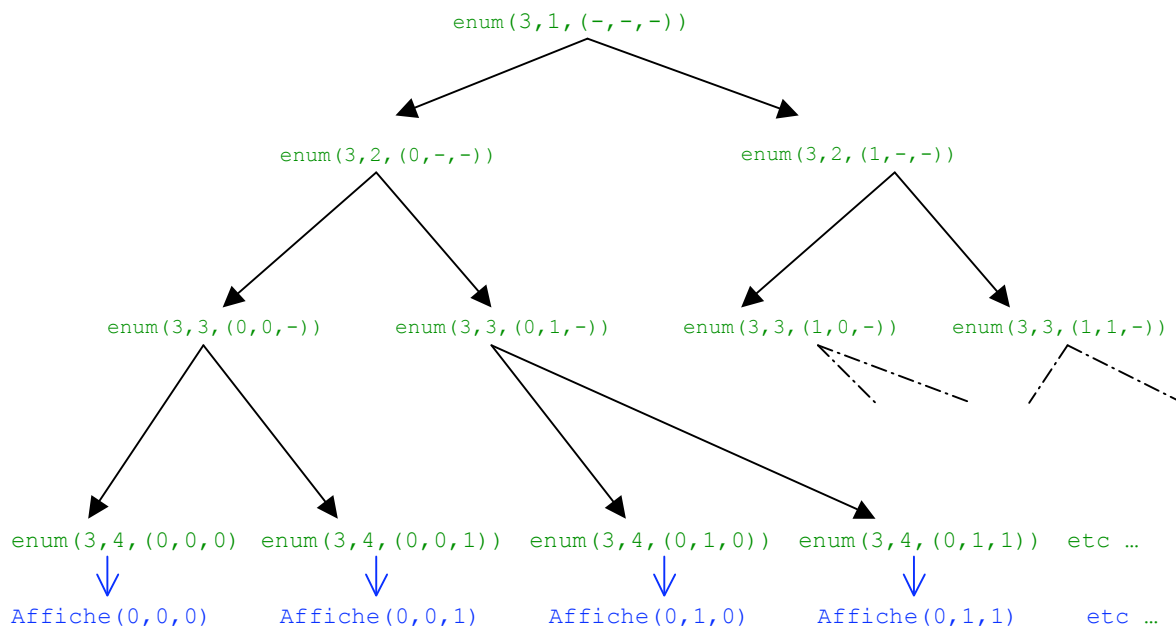 enum(3,1,(-,-,-))
enum(3,2,(0,-,-)) enum(3,2,(1,-,-))
enum(3,3,(0,0,-)) enum(3,3,(0,1,-)) enum(3,3,(1,0,-)) enum(3,3,(1,1,-))
enum(3,4,(0,0,0) enum(3,4,(0,0,1)) enum(3,4,(0,1,0)) enum(3,4,(0,1,1)) etc …
Affiche(0,0,0) Affiche(0,0,1) Affiche(0,1,0) Affiche(0,1,1) etc …